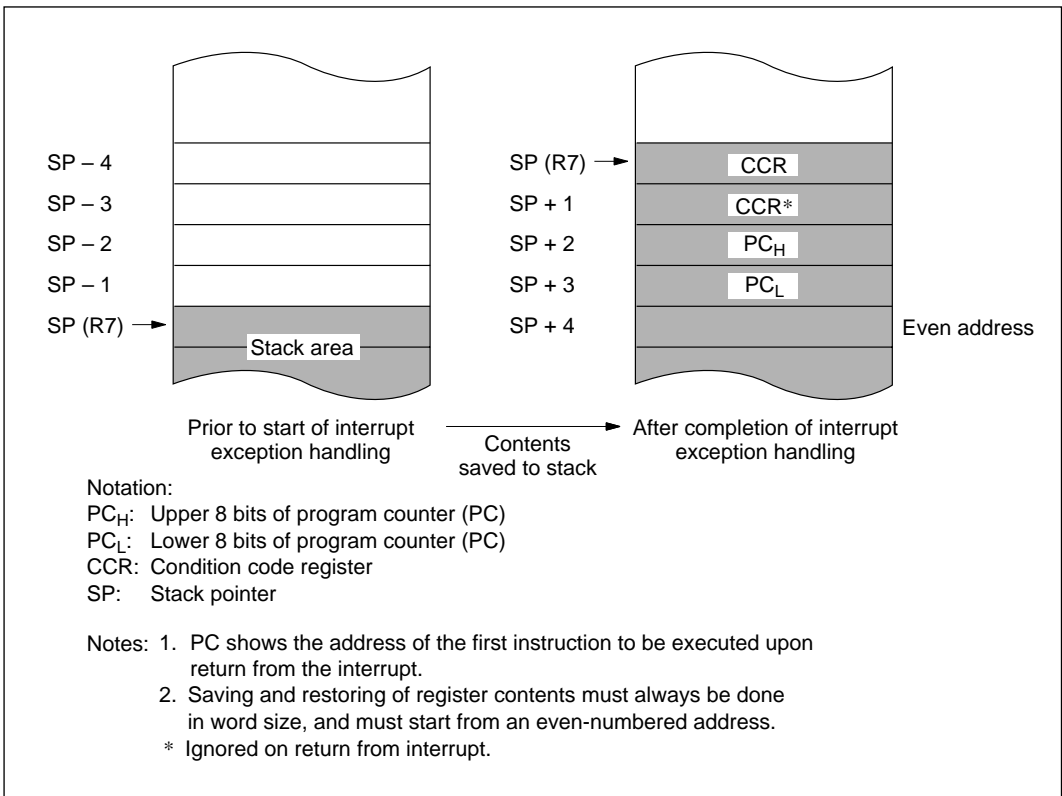 SP – 4
SP – 3
SP – 2
SP – 1
SP (R7)
Stack area
SP (R7)
SP + 1
SP + 2
SP + 3
SP + 4
CCR
CCR*
PCH
PCL
Even address
Prior to start of interrupt
exception handling
Contents
saved to stack
After completion of interrupt
exception handling
Notation:
PCH: Upper 8 bits of program counter (PC)
PCL: Lower 8 bits of program counter (PC)
CCR: Condition code register
SP: Stack pointer
Notes: 1. PC shows the address of the first instruction to be executed upon
return from the interrupt.
2. Saving and restoring of register contents must always be done
in word size, and must start from an even-numbered address.
* Ignored on return from interrupt.